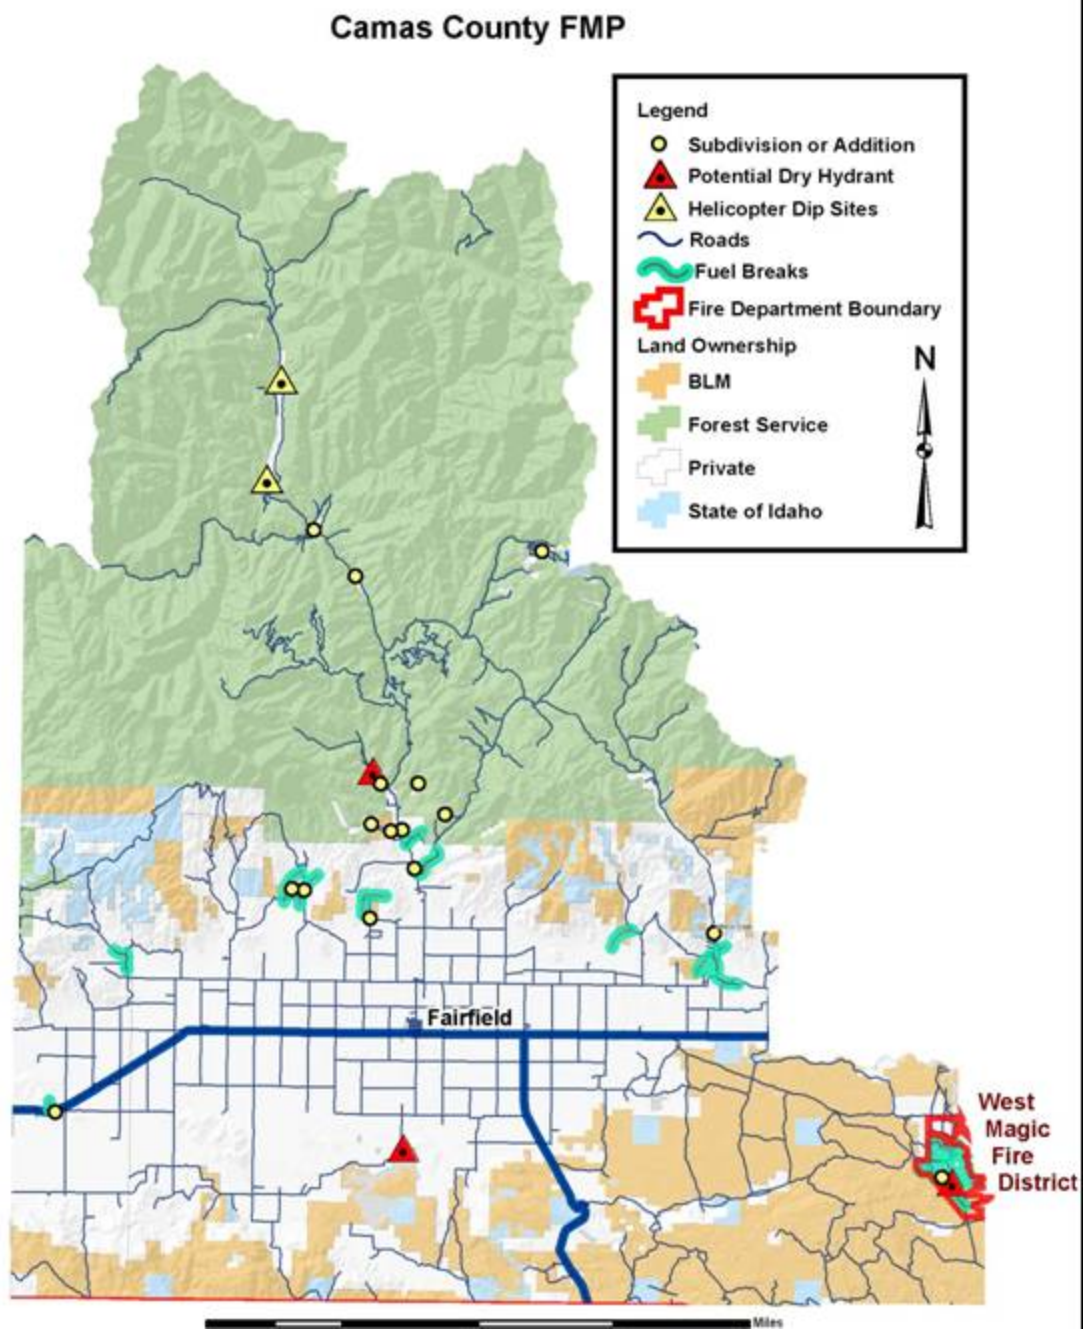 Camas County FMP
Legend
Subdivision or Addition
Potential Dry Hydrant
Helicopter Dip Sites
Roads
Fuel Breaks
Fire Department Boundary
Land Ownership
BLM
Forest Service
Private
State of Idaho
N
Fairfield
West
Magic
Fire
District
Miles